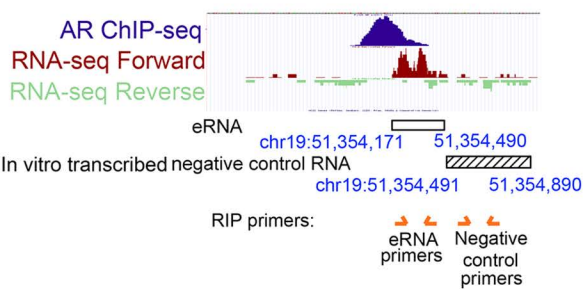 AR ChIP-seq
RNA-seq Forward
RNA-seq Reverse
eRNA
chr19:51,354,171 51,354,490
In vitro transcribed negative control RNA
chr19:51,354,491 51,354,890
RIP primers:
eRNA primers
Negative control primers